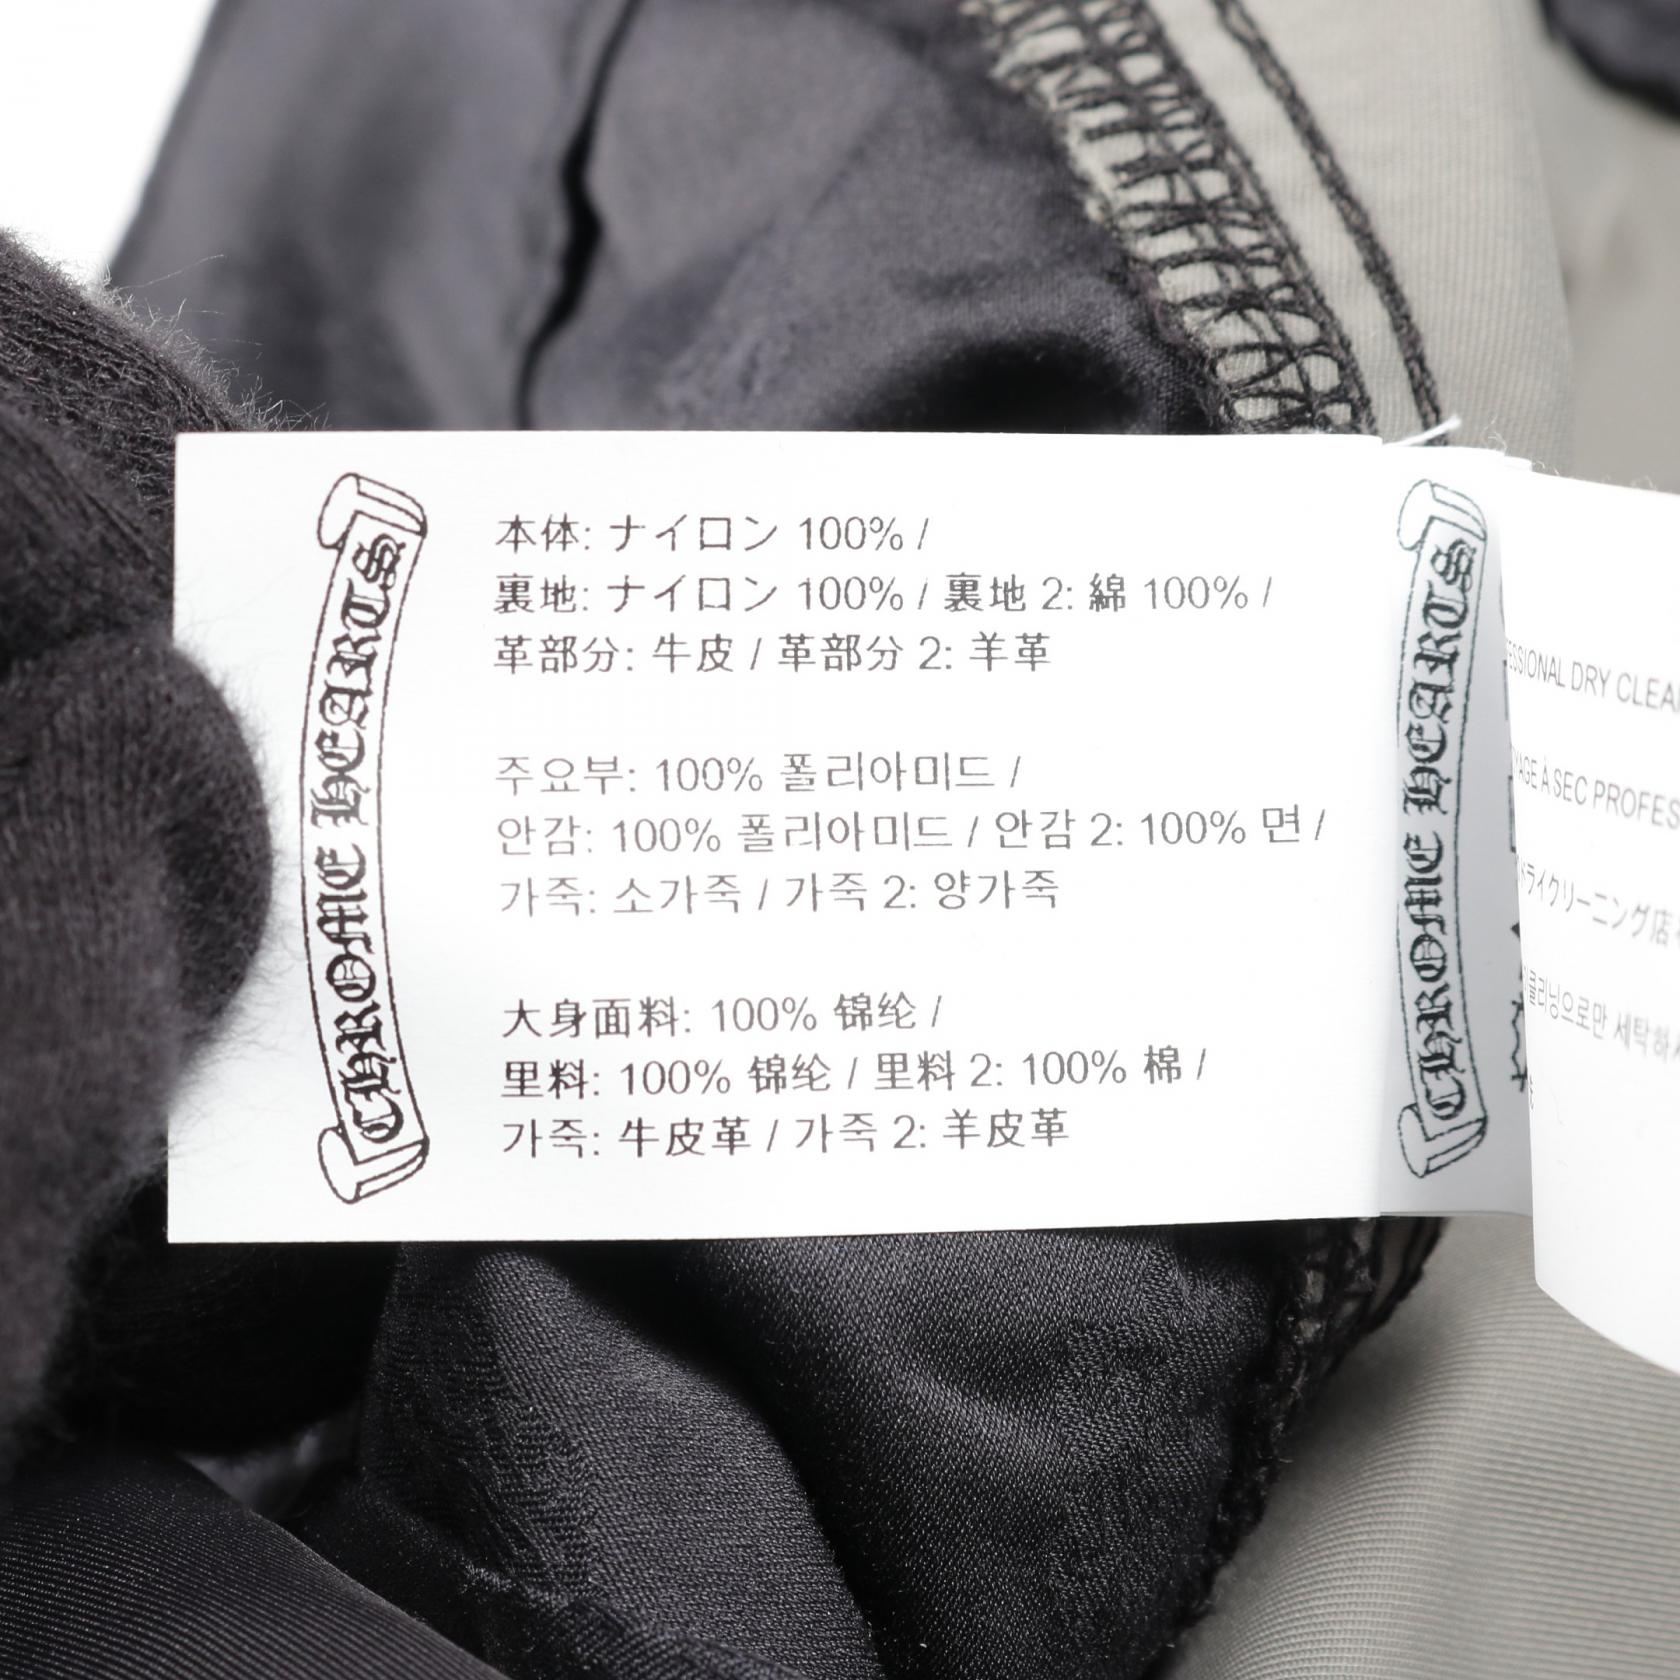 CHROME HEARTS
本体: ナイロン 100% /
裏地: ナイロン 100% / 裏地 2: 綿 100% /
革部分: 牛皮 / 革部分 2: 羊革
주요부: 100% 폴리아미드 /
안감: 100% 폴리아미드 / 안감 2: 100% 면 /
가죽: 소가죽 / 가죽 2: 양가죽
大身面料: 100% 锦纶 /
里料: 100% 锦纶 / 里料 2: 100% 棉 /
가죽: 牛皮革 / 가죽 2: 羊皮革
CHROME HEARTS
DRY
À SEC
ドライクリーニング店
세탁하